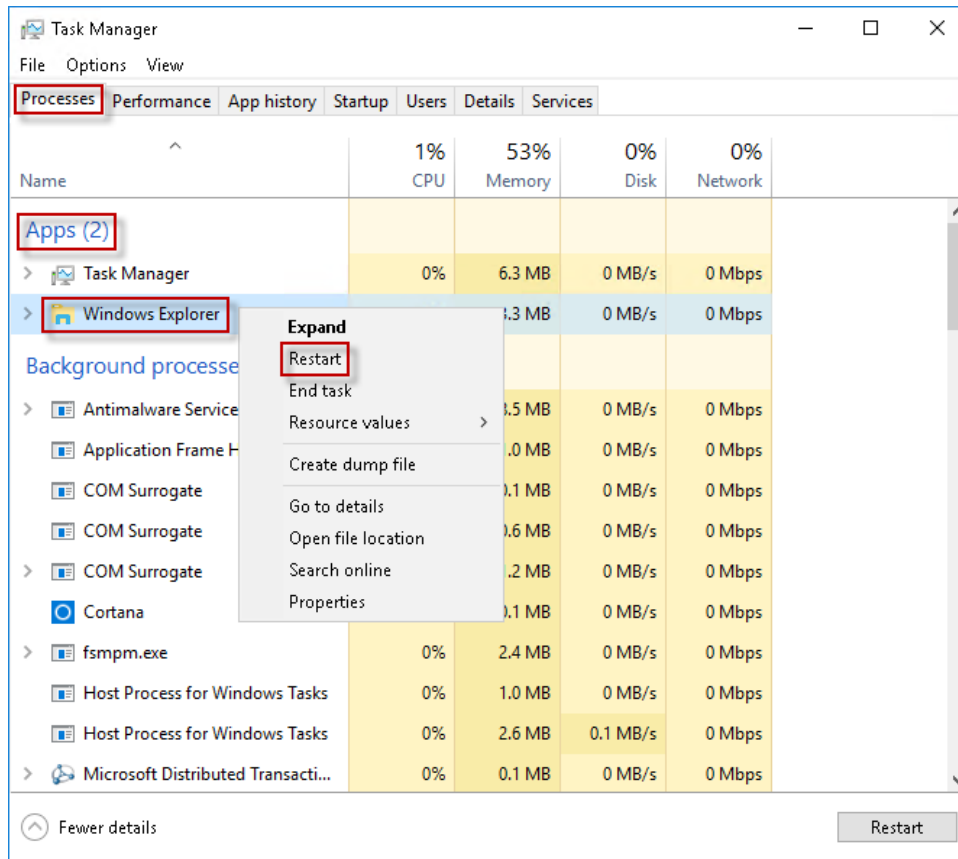 Task Manager
File Options View
Processes Performance App history Startup Users Details Services
1% 53% 0% 0%
Name CPU Memory Disk Network
Apps (2)
Task Manager 0% 6.3 MB 0 MB/s 0 Mbps
Windows Explorer .3 MB 0 MB/s 0 Mbps
Expand
Restart
End task
Resource values
Create dump file
Go to details
Open file location
Search online
Properties
Background processe
Antimalware Service .5 MB 0 MB/s 0 Mbps
Application Frame H .0 MB 0 MB/s 0 Mbps
COM Surrogate .1 MB 0 MB/s 0 Mbps
COM Surrogate .6 MB 0 MB/s 0 Mbps
COM Surrogate .2 MB 0 MB/s 0 Mbps
Cortana .1 MB 0 MB/s 0 Mbps
fsmpm.exe 0% 2.4 MB 0 MB/s 0 Mbps
Host Process for Windows Tasks 0% 1.0 MB 0 MB/s 0 Mbps
Host Process for Windows Tasks 0% 2.6 MB 0.1 MB/s 0 Mbps
Microsoft Distributed Transacti... 0% 0.1 MB 0 MB/s 0 Mbps
Fewer details
Restart